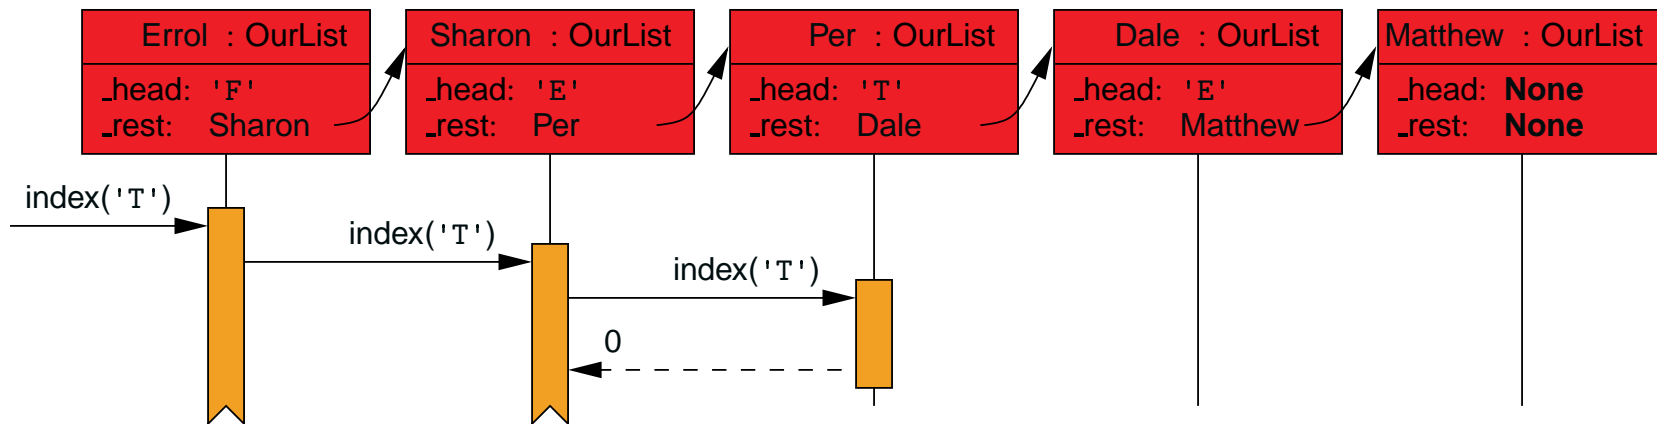 Errol : OurList
_head: 'F'
_rest: Sharon
Sharon : OurList
_head: 'E'
_rest: Per
Per : OurList
_head: 'T'
_rest: Dale
Dale : OurList
_head: 'E'
_rest: Matthew
Matthew : OurList
_head: None
_rest: None
index('T')
index('T')
index('T')
0